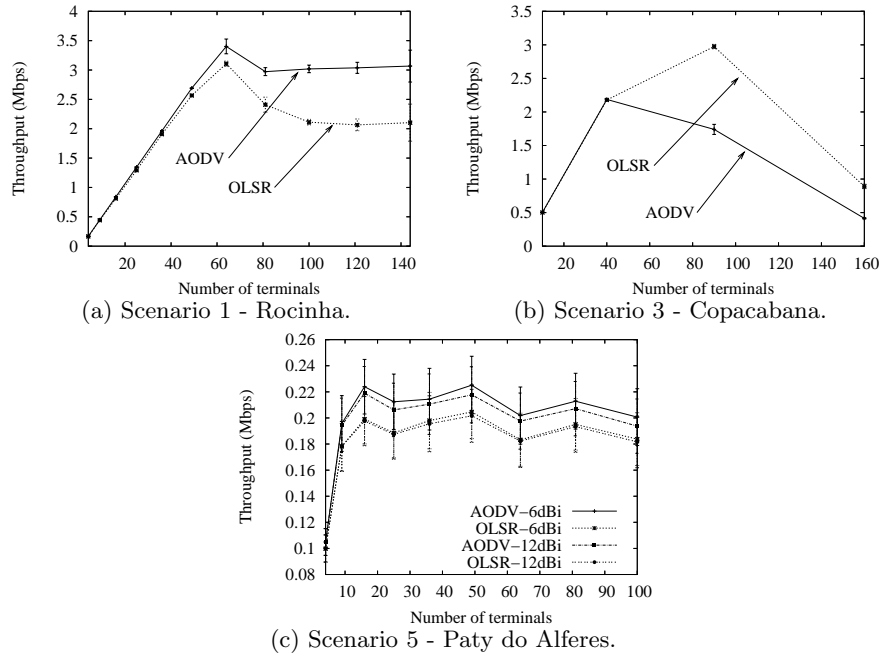 3.5
3
2.5
2
1.5
1
0.5
0
Throughput (Mbps)
AODV
OLSR
20 40 60 80 100 120 140
Number of terminals
(a) Scenario 1 - Rocinha.
3.5
3
2.5
2
1.5
1
0.5
0
Throughput (Mbps)
OLSR
AODV
20 40 60 80 100 120 140 160
Number of terminals
(b) Scenario 3 - Copacabana.
0.26
0.24
0.22
0.2
0.18
0.16
0.14
0.12
0.1
0.08
Throughput (Mbps)
AODV−6dBi
OLSR−6dBi
AODV−12dBi
OLSR−12dBi
10 20 30 40 50 60 70 80 90 100
Number of terminals
(c) Scenario 5 - Paty do Alferes.